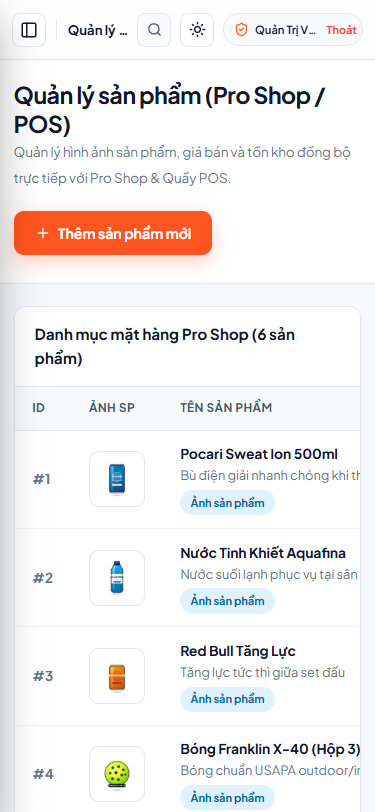 Quản lý ...
Quản Trị V...
Thoát
Quản lý sản phẩm (Pro Shop /
POS)
Quản lý hình ảnh sản phẩm, giá bán và tồn kho đồng bộ
trực tiếp với Pro Shop & Quầy POS.
+ Thêm sản phẩm mới
Danh mục mặt hàng Pro Shop (6 sản
phẩm)
ID ẢNH SP TÊN SẢN PHẨM
#1
Pocari Sweat Ion 500ml
Bù điện giải nhanh chóng khi
Ảnh sản phẩm
#2
Nước Tinh Khiết Aquafina
Nước suối lạnh phục vụ tại sân
Ảnh sản phẩm
#3
Red Bull Tăng Lực
Tăng lực tức thì giữa set đấu
Ảnh sản phẩm
#4
Bóng Franklin X-40 (Hộp 3)
Bóng chuẩn USAPA outdoor/
Ảnh sản phẩm